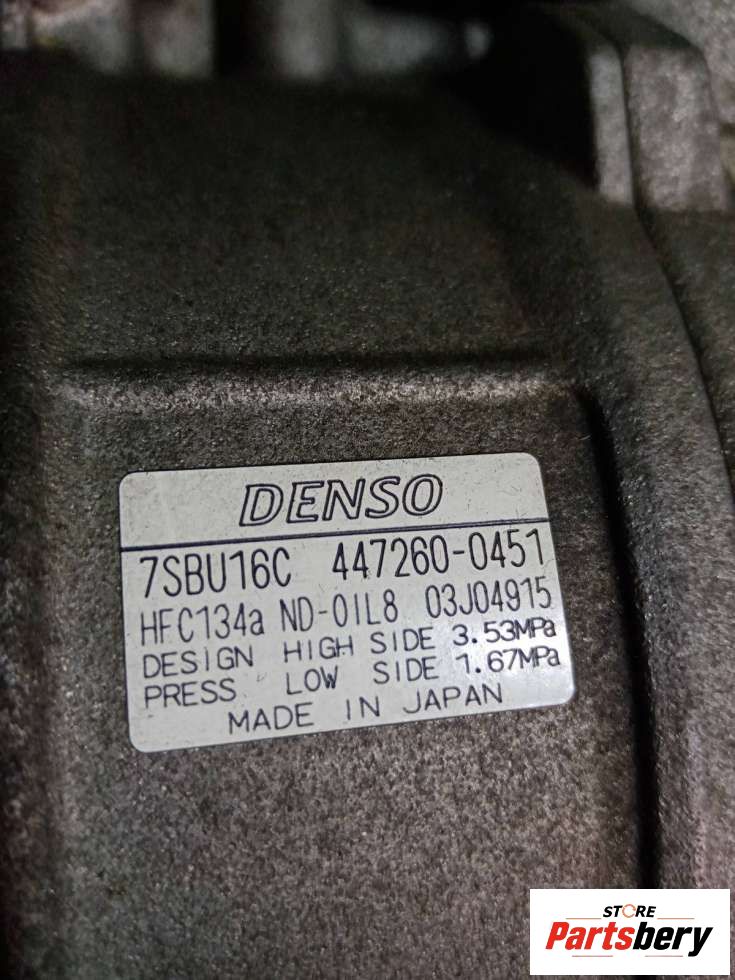 DENSO
7SBU16C 447260-0451
HFC134a ND-OIL8 03J04915
DESIGN HIGH SIDE 3.53MPa
PRESS LOW SIDE 1.67MPa
MADE IN JAPAN
STORE
Partsbery